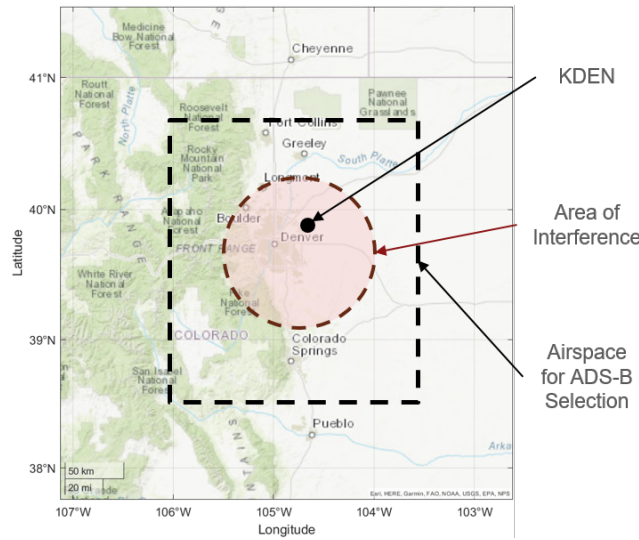 Medicine
Bow National
Forest
Cheyenne
KDEN
41°N
Routt
National
Forest
North Platte
Pawnee
National
Grasslands
Roosevelt
National
Forest
Fort Collins
Greeley
South Platte
Rocky
Mountain
National
Park
PARK RANGE
Longmont
40°N
Arapaho
National
Forest
Boulder
FRONT RANGE
Denver
Area of
Interference
Latitude
White River
National
Forest
Pike
National
Forest
39°N
COLORADO
Colorado
Springs
Airspace
for ADS-B
Selection
San Isabel
National
Forest
Pueblo
Arka
38°N
50 km
20 mi
Esri, HERE, Garmin, FAO, NOAA, USGS, EPA, NPS
107°W
106°W
105°W
104°W
103°W
Longitude